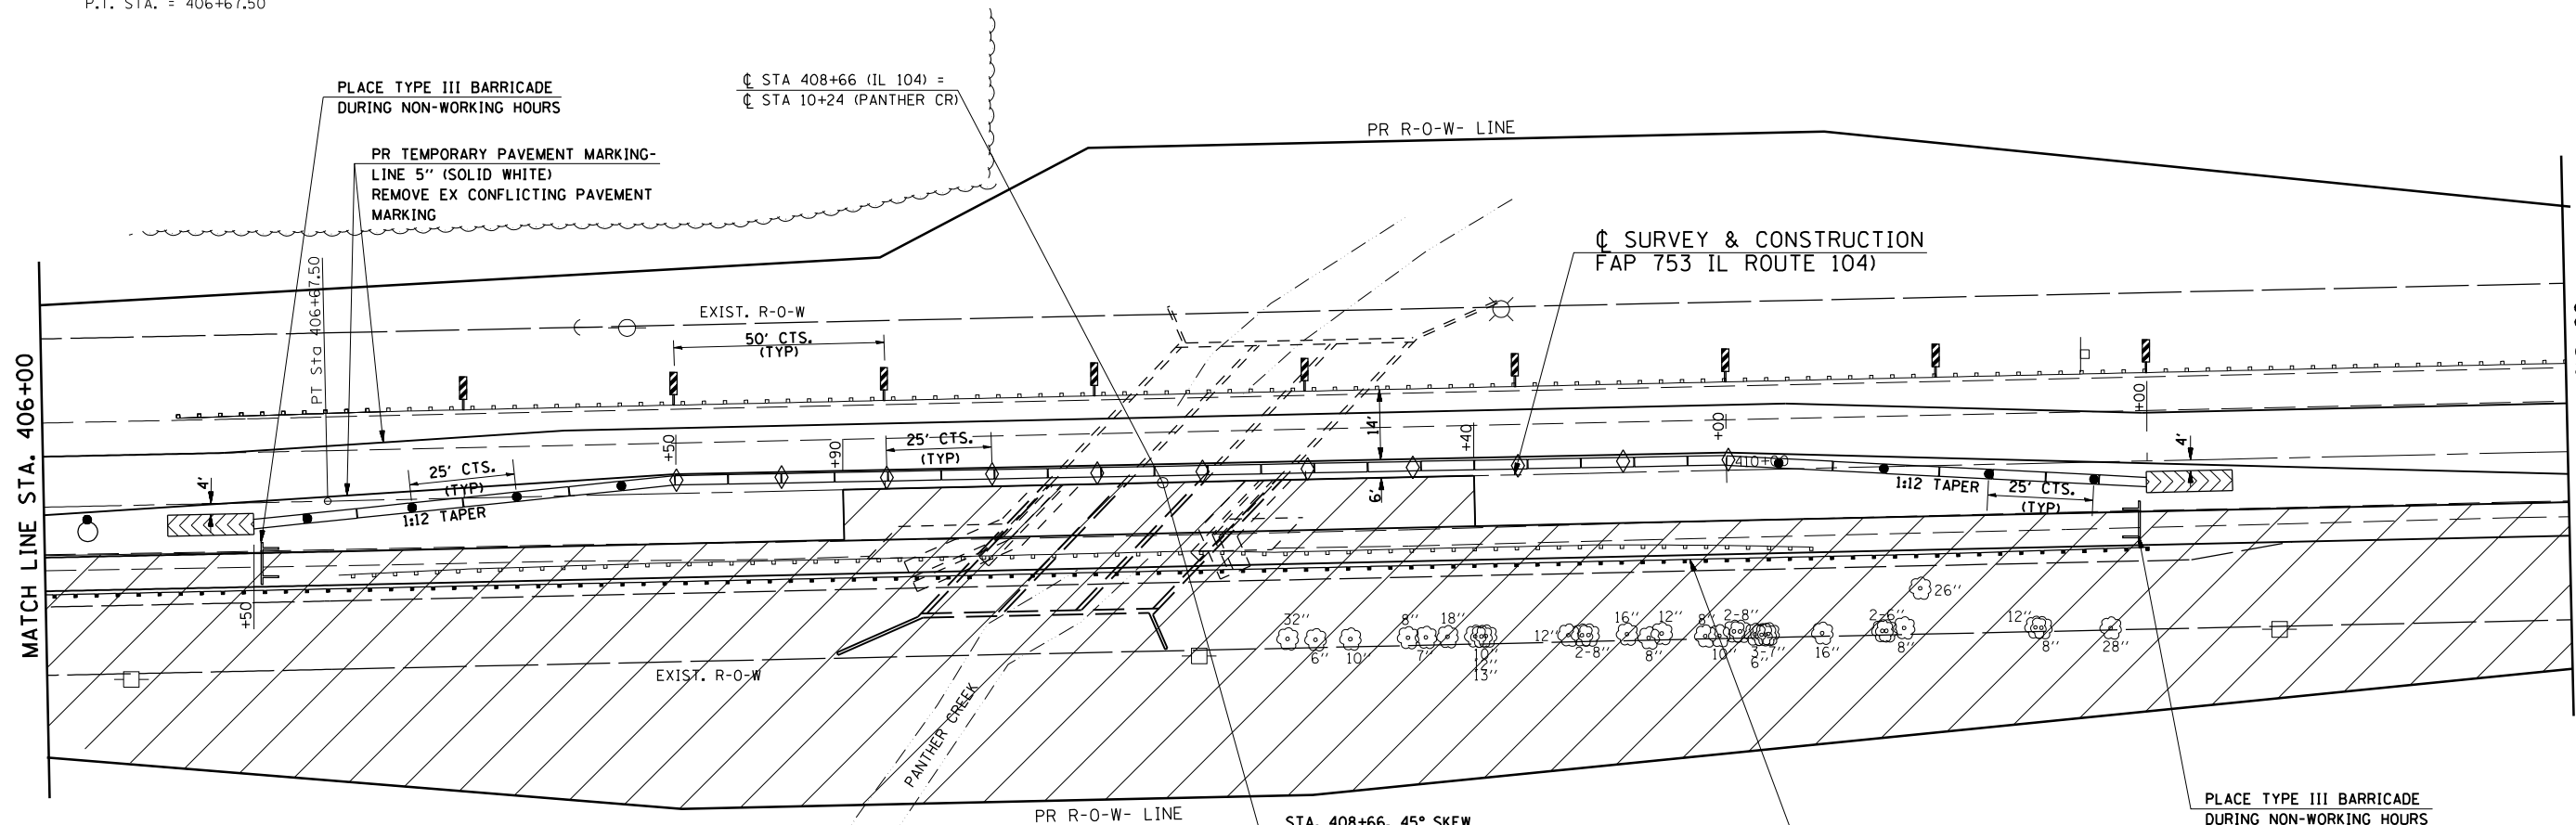 P.T. STA. = 406+67.50
PLACE TYPE III BARRICADE
DURING NON-WORKING HOURS
℄ STA 408+66 (IL 104) =
℄ STA 10+24 (PANTHER CR)
PR TEMPORARY PAVEMENT MARKING-
LINE 5'' (SOLID WHITE)
REMOVE EX CONFLICTING PAVEMENT
MARKING
PR R-O-W- LINE
℄ SURVEY & CONSTRUCTION
FAP 753 IL ROUTE 104)
PT Sta 406+67.50
EXIST. R-O-W
50' CTS.
(TYP)
MATCH LINE STA. 406+00
+50
+90
25' CTS.
(TYP)
14'
+40
+00
+00
4'
25' CTS.
(TYP)
4'
1:12 TAPER
6'
410+00
1:12 TAPER
25' CTS.
(TYP)
+50
26''
32''
6''
10''
8''
7''
18''
10''
12''
13''
12''
2-8''
16''
8''
12''
8''
10''
2-8''
3-7''
6''
16''
2-6''
8''
12''
8''
28''
EXIST. R-O-W
PANTHER CREEK
PR R-O-W- LINE
STA. 408+66, 45° SKEW
PLACE TYPE III BARRICADE
DURING NON-WORKING HOURS